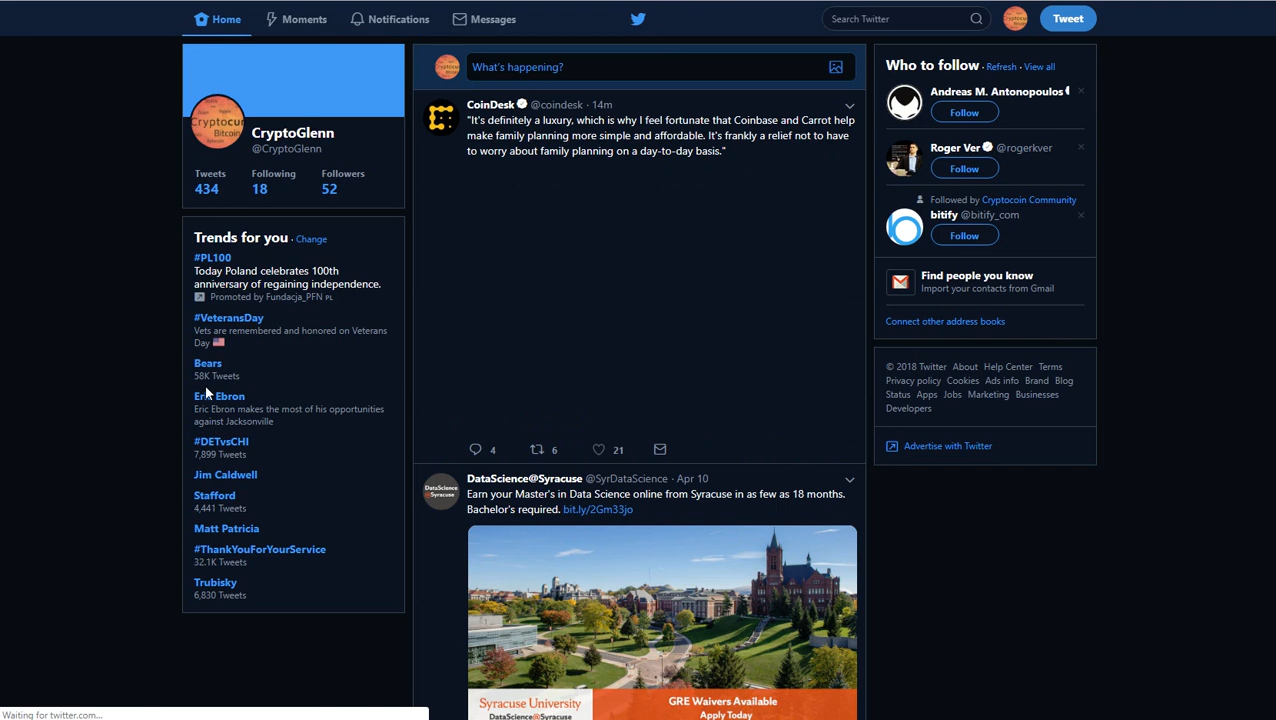 Home
Moments
Notifications
Messages
Search Twitter
Tweet
CryptoGlenn
@CryptoGlenn
Tweets
Following
Followers
434
18
52
Trends for you · Change
#PL100
Today Poland celebrates 100th
anniversary of regaining independence.
Promoted by Fundacja_PFN PL
#VeteransDay
Vets are remembered and honored on Veterans
Day
Bears
58K Tweets
Eric Ebron
Eric Ebron makes the most of his opportunities
against Jacksonville
#DETvsCHI
7,899 Tweets
Jim Caldwell
Stafford
4,441 Tweets
Matt Patricia
#ThankYouForYourService
32.1K Tweets
Trubisky
6,830 Tweets
What's happening?
CoinDesk @coindesk · 14m
"It's definitely a luxury, which is why I feel fortunate that Coinbase and Carrot help
make family planning more simple and affordable. It's frankly a relief not to have
to worry about family planning on a day-to-day basis."
4
6
21
DataScience@Syracuse @SyrDataScience · Apr 10
Earn your Master's in Data Science online from Syracuse in as few as 18 months.
Bachelor's required. bit.ly/2Gm33jo
Syracuse University
DataScience@Syracuse
GRE Waivers Available
Apply Today
Who to follow · Refresh · View all
Andreas M. Antonopoulos
Follow
Roger Ver @rogerkver
Follow
Followed by Cryptocoin Community
bitify @bitify_com
Follow
Find people you know
Import your contacts from Gmail
Connect other address books
© 2018 Twitter About Help Center Terms
Privacy policy Cookies Ads info Brand Blog
Status Apps Jobs Marketing Businesses
Developers
Advertise with Twitter
Waiting for twitter.com...